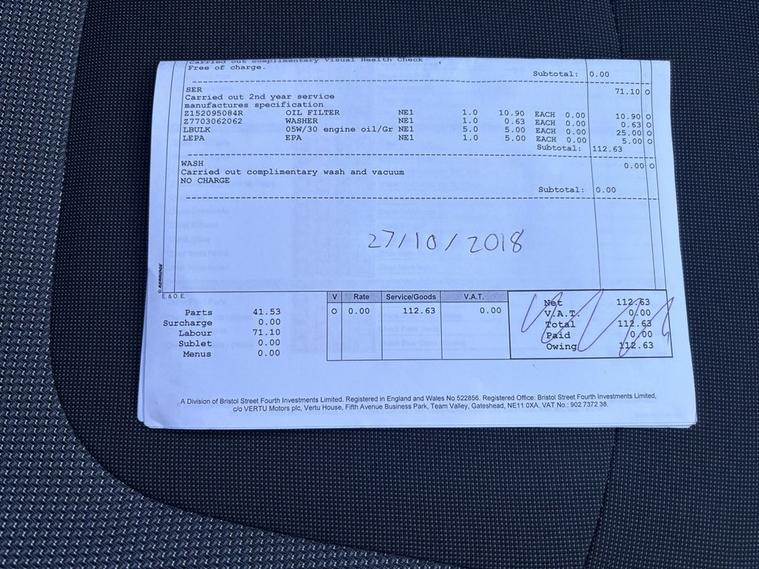 Carried out complimentary Visual Health Check
Free of charge.
Subtotal: 0.00
SER 71.10 O
Carried out 2nd year service
manufactures specification
Z152095084R OIL FILTER NE1 1.0 10.90 EACH 0.00 10.90 O
Z7703062062 WASHER NE1 1.0 0.63 EACH 0.00 0.63 O
LBULK 05W/30 engine oil/Gr NE1 5.0 5.00 EACH 0.00 25.00 O
LEPA EPA NE1 1.0 5.00 EACH 0.00 5.00 O
Subtotal: 112.63
WASH 0.00 O
Carried out complimentary wash and vacuum
NO CHARGE
Subtotal: 0.00
27/10/2018
© KERRIDGE
E. & O. E.
Parts 41.53
Surcharge 0.00
Labour 71.10
Sublet 0.00
Menus 0.00
V Rate Service/Goods V.A.T.
O 0.00 112.63 0.00
Net 112.63
V.A.T. 0.00
Total 112.63
Paid 0.00
Owing 112.63
A Division of Bristol Street Fourth Investments Limited. Registered in England and Wales No 522856. Registered Office: Bristol Street Fourth Investments Limited,
c/o VERTU Motors plc, Vertu House, Fifth Avenue Business Park, Team Valley, Gateshead, NE11 0XA. VAT No.: 902 7372 38.